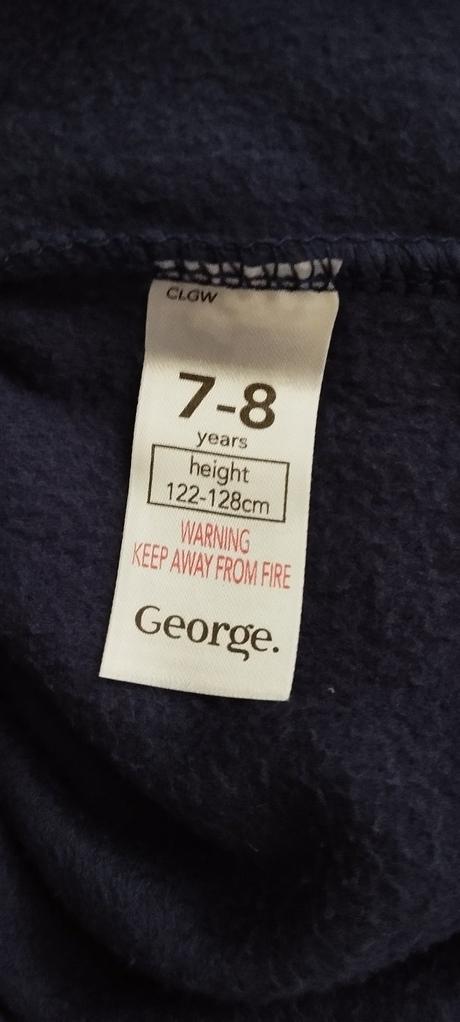 CLGW
7-8
years
height
122-128cm
WARNING
KEEP AWAY FROM FIRE
George.